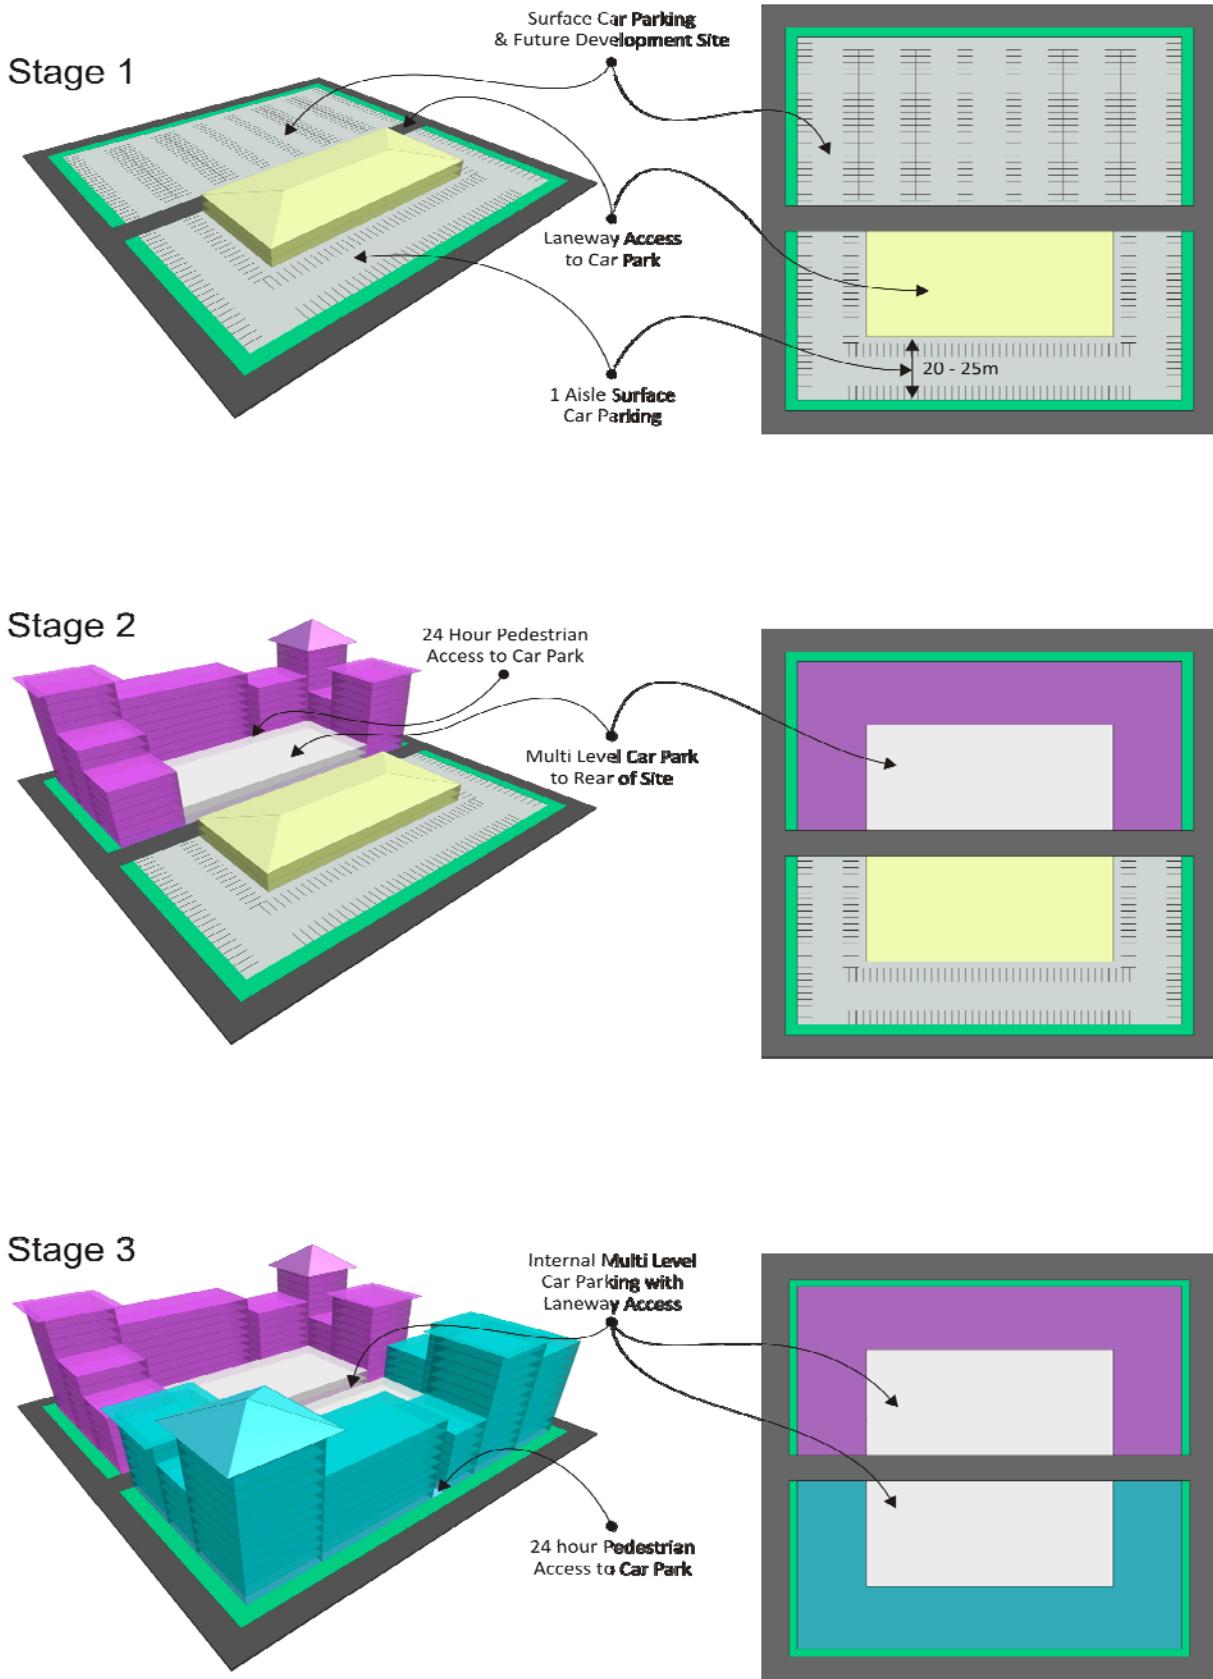 Stage 1
Surface Car Parking
& Future Development Site
Laneway Access
to Car Park
1 Aisle Surface
Car Parking
20 - 25m
Stage 2
24 Hour Pedestrian
Access to Car Park
Multi Level Car Park
to Rear of Site
Stage 3
Internal Multi Level
Car Parking with
Laneway Access
24 hour Pedestrian
Access to Car Park